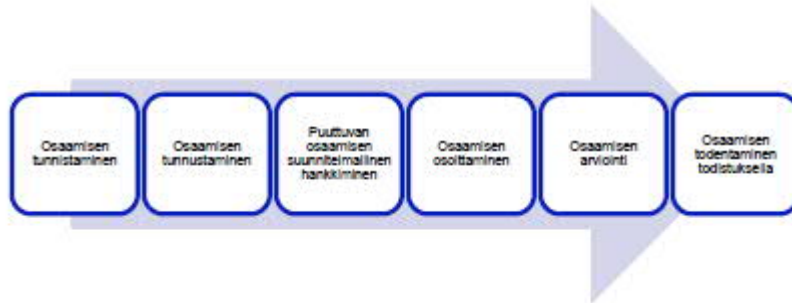 Osaamisen
tunnistaminen
Osaamisen
tunnustaminen
Puuttuvan
osaamisen
suunnitelmallinen
hankkiminen
Osaamisen
osoittaminen
Osaamisen
arviointi
Osaamisen
todentaminen
todistuksella